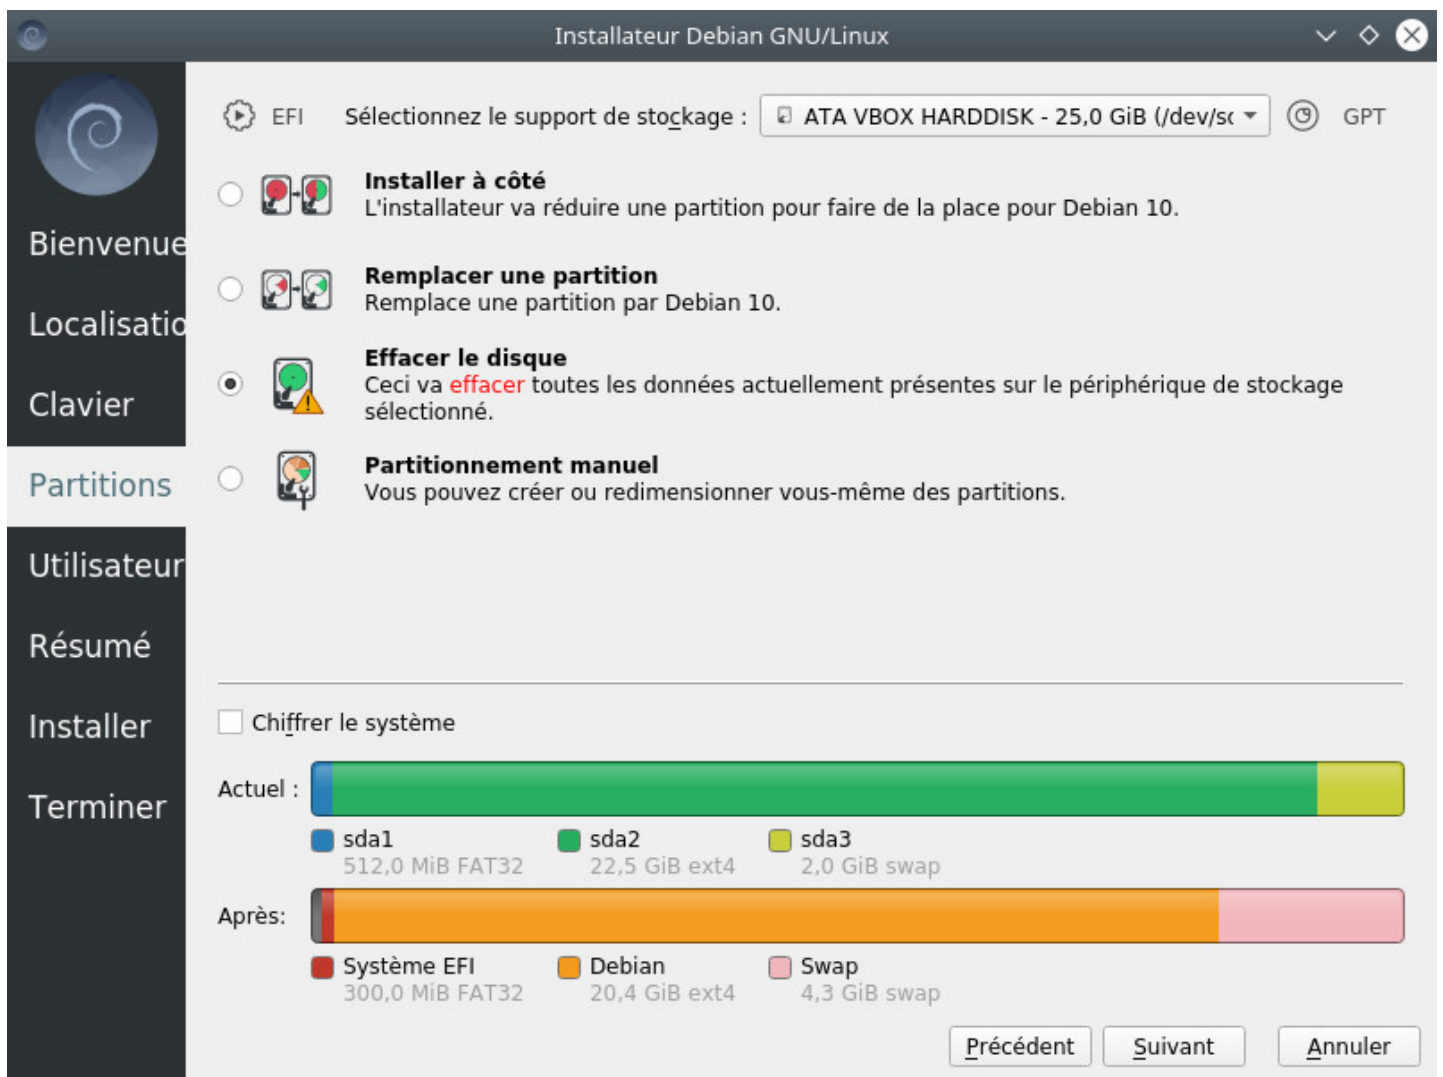 Installateur Debian GNU/Linux
EFI
Sélectionnez le support de stockage :
ATA VBOX HARDDISK - 25,0 GiB (/dev/sc
GPT
Bienvenue
Localisatio
Clavier
Partitions
Utilisateur
Résumé
Installer
Terminer
Installer à côté
L'installateur va réduire une partition pour faire de la place pour Debian 10.
Remplacer une partition
Remplace une partition par Debian 10.
Effacer le disque
Ceci va effacer toutes les données actuellement présentes sur le périphérique de stockage
sélectionné.
Partitionnement manuel
Vous pouvez créer ou redimensionner vous-même des partitions.
Chiffrer le système
Actuel :
sda1
512,0 MiB FAT32
sda2
22,5 GiB ext4
sda3
2,0 GiB swap
Après:
Système EFI
300,0 MiB FAT32
Debian
20,4 GiB ext4
Swap
4,3 GiB swap
Précédent
Suivant
Annuler